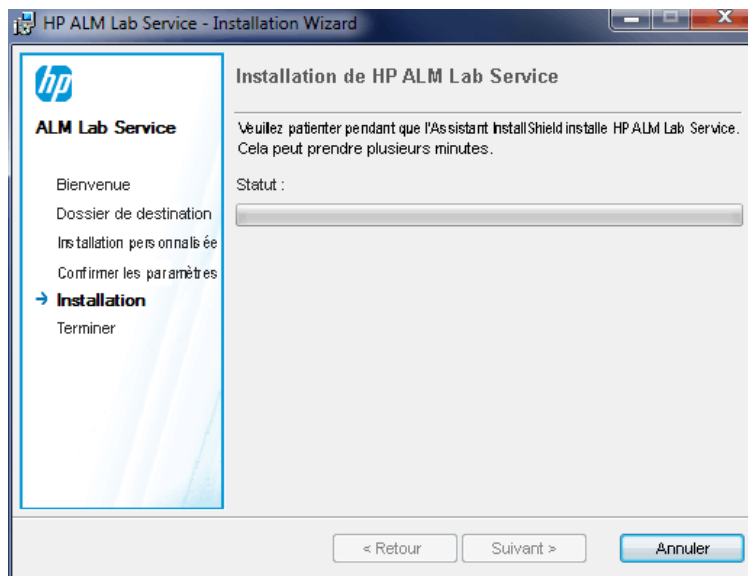 HP ALM Lab Service - Installation Wizard
hp
ALM Lab Service
Bienvenue
Dossier de destination
Installation personnalisée
Confirmer les paramètres
Installation
Terminer
Installation de HP ALM Lab Service
Veuillez patienter pendant que l'Assistant InstallShield installe HP ALM Lab Service.
Cela peut prendre plusieurs minutes.
Statut :
< Retour
Suivant >
Annuler